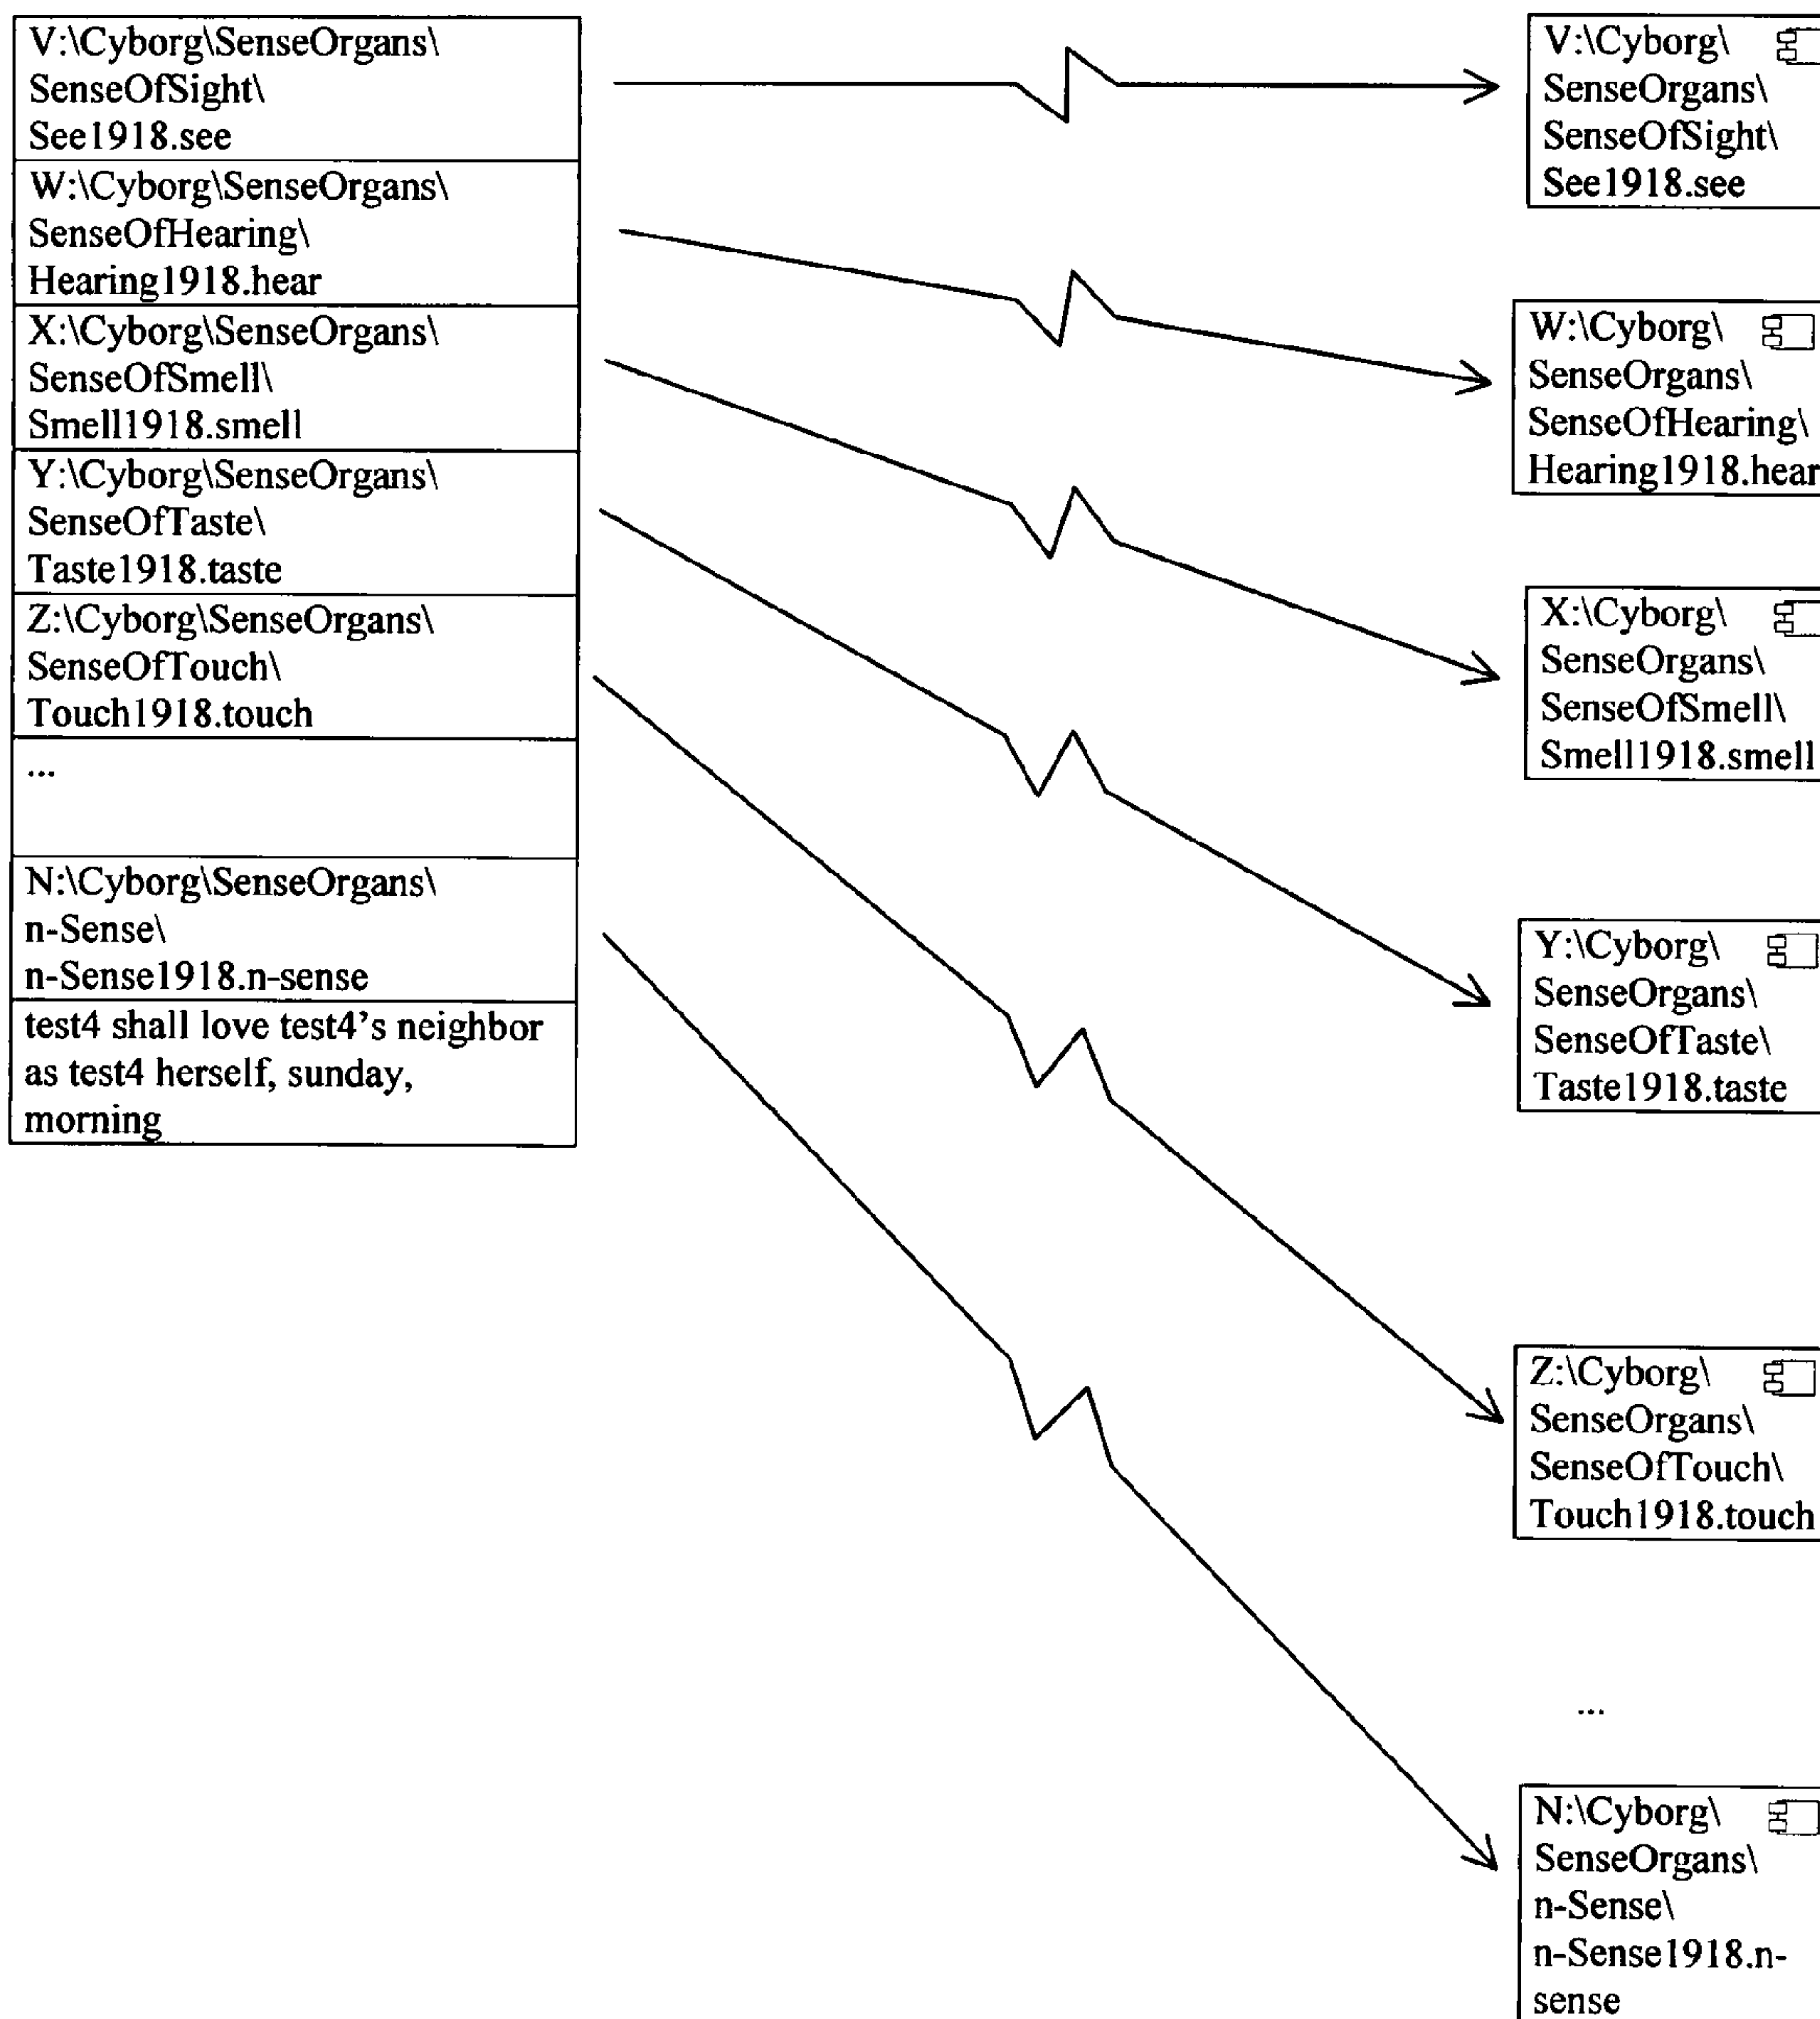 V:\Cyborg\SenseOrgans\
SenseOfSight\
See1918.see
W:\Cyborg\SenseOrgans\
SenseOfHearing\
Hearing1918.hear
X:\Cyborg\SenseOrgans\
SenseOfSmell\
Smell1918.smell
Y:\Cyborg\SenseOrgans\
SenseOfTaste\
Taste1918.taste
Z:\Cyborg\SenseOrgans\
SenseOfTouch\
Touch1918.touch
...
N:\Cyborg\SenseOrgans\
n-Sense\
n-Sense1918.n-sense
test4 shall love test4’s neighbor
as test4 herself, sunday,
morning
V:\Cyborg\
SenseOrgans\
SenseOfSight\
See1918.see
W:\Cyborg\
SenseOrgans\
SenseOfHearing\
Hearing1918.hear
X:\Cyborg\
SenseOrgans\
SenseOfSmell\
Smell1918.smell
Y:\Cyborg\
SenseOrgans\
SenseOfTaste\
Taste1918.taste
Z:\Cyborg\
SenseOrgans\
SenseOfTouch\
Touch1918.touch
...
N:\Cyborg\
SenseOrgans\
n-Sense\
n-Sense1918.n-
sense